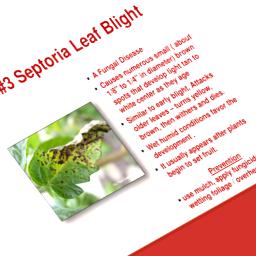 #3 Septoria Leaf Blight
• A Fungal Disease
• Causes numerous small ( about
1/8" to 1:4" in diameter) brown
spots that develop light tan to
white center as they age
• Similar to early blight. Attacks
older leaves – turns yellow,
brown, then withers and dies.
• Wet humid conditions favor the
development .
• It usually appears after plants
begin to set fruit.
Prevention
• use mulch, apply fungicid
wetting foliage / overhe